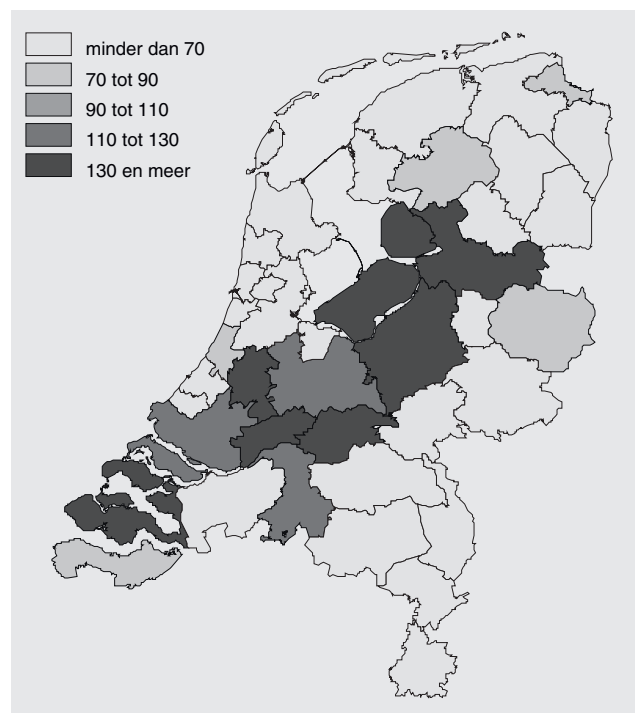 minder dan 70
70 tot 90
90 tot 110
110 tot 130
130 en meer